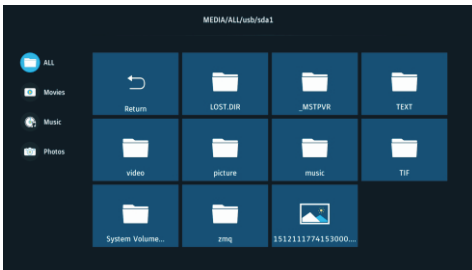 MEDIA/ALL/usb/sda1
ALL
Movies
Music
Photos
Return
LOST.DIR
_MSTPVR
TEXT
video
picture
music
TIF
System Volume...
zmq
1512111774153000...